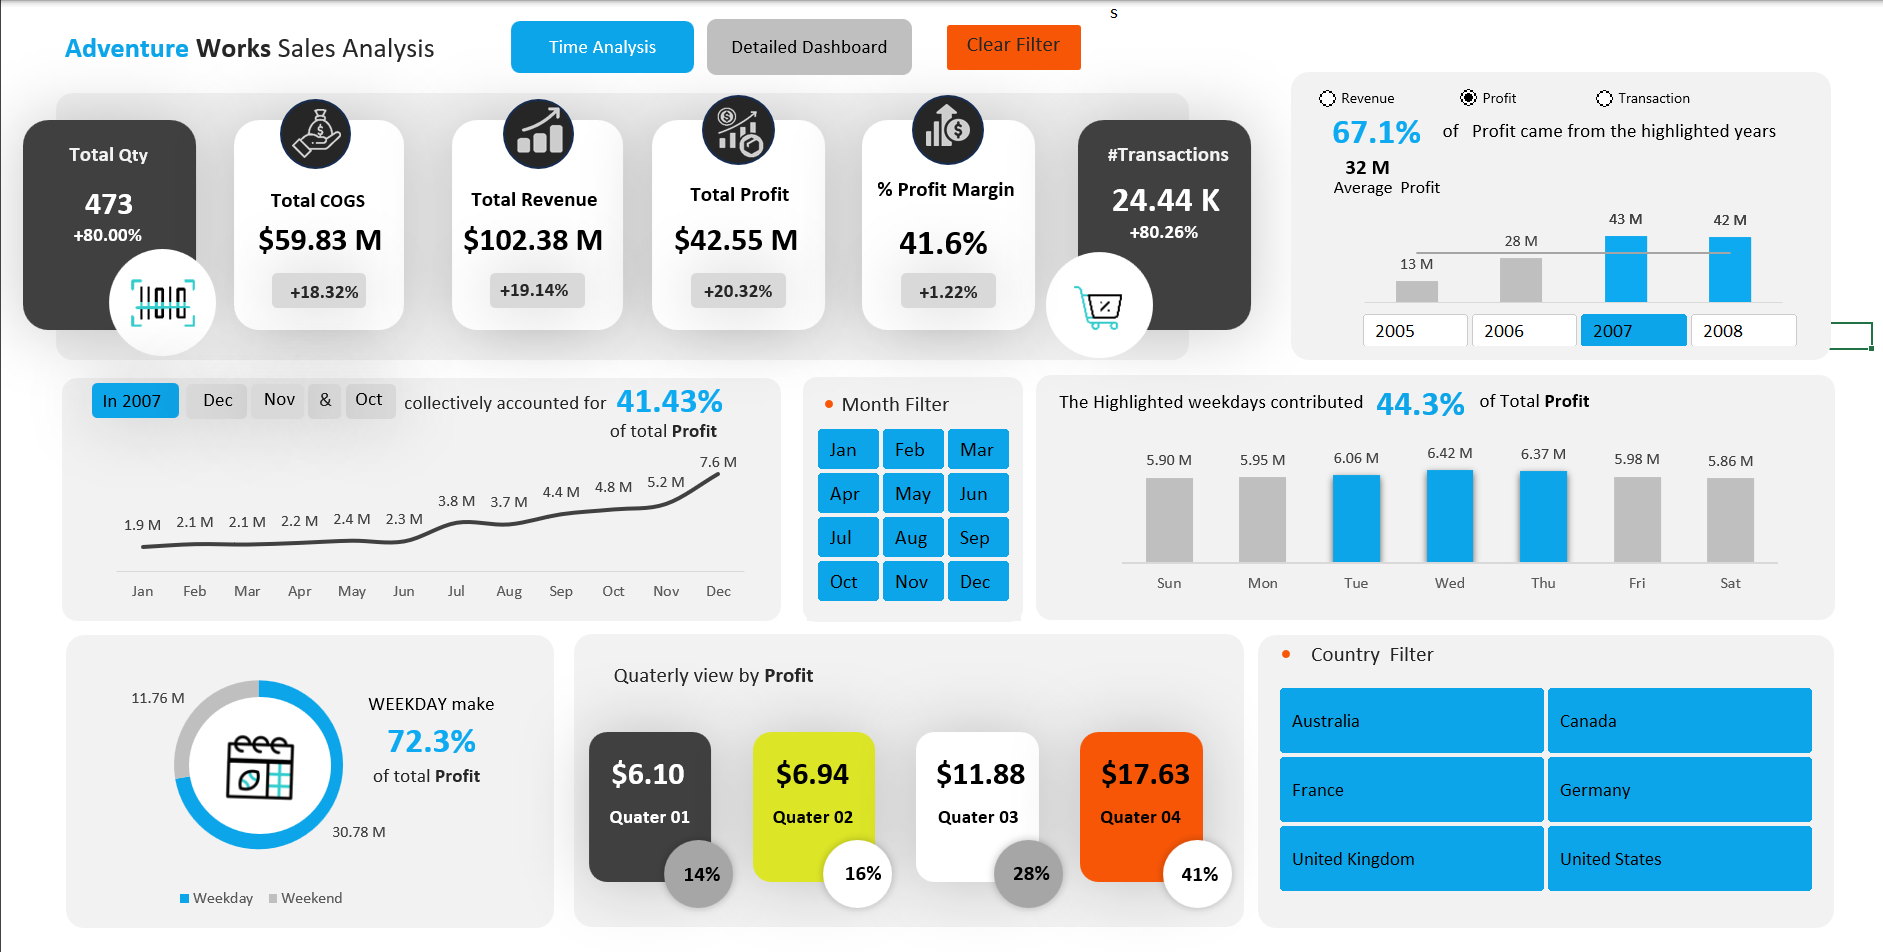 S
Adventure Works Sales Analysis
Time Analysis
Detailed Dashboard
Clear Filter
Total Qty
473
+80.00%
Total COGS
$59.83 M
+18.32%
Total Revenue
$102.38 M
+19.14%
Total Profit
$42.55 M
+20.32%
% Profit Margin
41.6%
+1.22%
#Transactions
24.44 K
+80.26%
Revenue
Profit
Transaction
67.1% of Profit came from the highlighted years
32 M
Average Profit
13 M
28 M
43 M
42 M
2005
2006
2007
2008
In 2007 Dec Nov & Oct collectively accounted for 41.43%
of total Profit
1.9 M 2.1 M 2.1 M 2.2 M 2.4 M 2.3 M 3.8 M 3.7 M 4.4 M 4.8 M 5.2 M 7.6 M
Jan Feb Mar Apr May Jun Jul Aug Sep Oct Nov Dec
Month Filter
Jan Feb Mar
Apr May Jun
Jul Aug Sep
Oct Nov Dec
The Highlighted weekdays contributed 44.3% of Total Profit
5.90 M 5.95 M 6.06 M 6.42 M 6.37 M 5.98 M 5.86 M
Sun Mon Tue Wed Thu Fri Sat
11.76 M
30.78 M
WEEKDAY make
72.3%
of total Profit
Weekday Weekend
Quaterly view by Profit
$6.10
Quater 01
14%
$6.94
Quater 02
16%
$11.88
Quater 03
28%
$17.63
Quater 04
41%
Country Filter
Australia
Canada
France
Germany
United Kingdom
United States